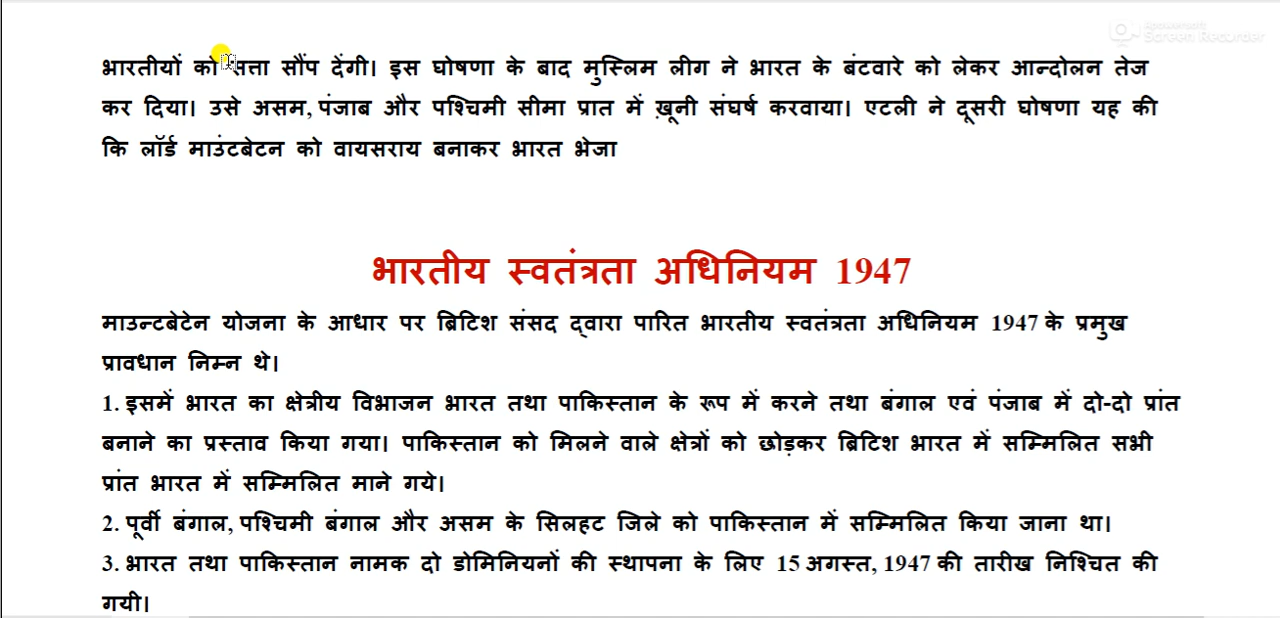 Apowersoft
Screen Recorder
भारतीयों को सत्ता सौंप देंगी। इस घोषणा के बाद मुस्लिम लीग ने भारत के बंटवारे को लेकर आन्दोलन तेज
कर दिया। उसे असम, पंजाब और पश्चिमी सीमा प्रात में ख़ूनी संघर्ष करवाया। एटली ने दूसरी घोषणा यह की
कि लॉर्ड माउंटबेटन को वायसराय बनाकर भारत भेजा
भारतीय स्वतंत्रता अधिनियम 1947
माउन्टबेटेन योजना के आधार पर ब्रिटिश संसद द्वारा पारित भारतीय स्वतंत्रता अधिनियम 1947 के प्रमुख
प्रावधान निम्न थे।
1. इसमें भारत का क्षेत्रीय विभाजन भारत तथा पाकिस्तान के रूप में करने तथा बंगाल एवं पंजाब में दो-दो प्रांत
बनाने का प्रस्ताव किया गया। पाकिस्तान को मिलने वाले क्षेत्रों को छोड़कर ब्रिटिश भारत में सम्मिलित सभी
प्रांत भारत में सम्मिलित माने गये।
2. पूर्वी बंगाल, पश्चिमी बंगाल और असम के सिलहट जिले को पाकिस्तान में सम्मिलित किया जाना था।
3. भारत तथा पाकिस्तान नामक दो डोमिनियनों की स्थापना के लिए 15 अगस्त, 1947 की तारीख निश्चित की
गयी।